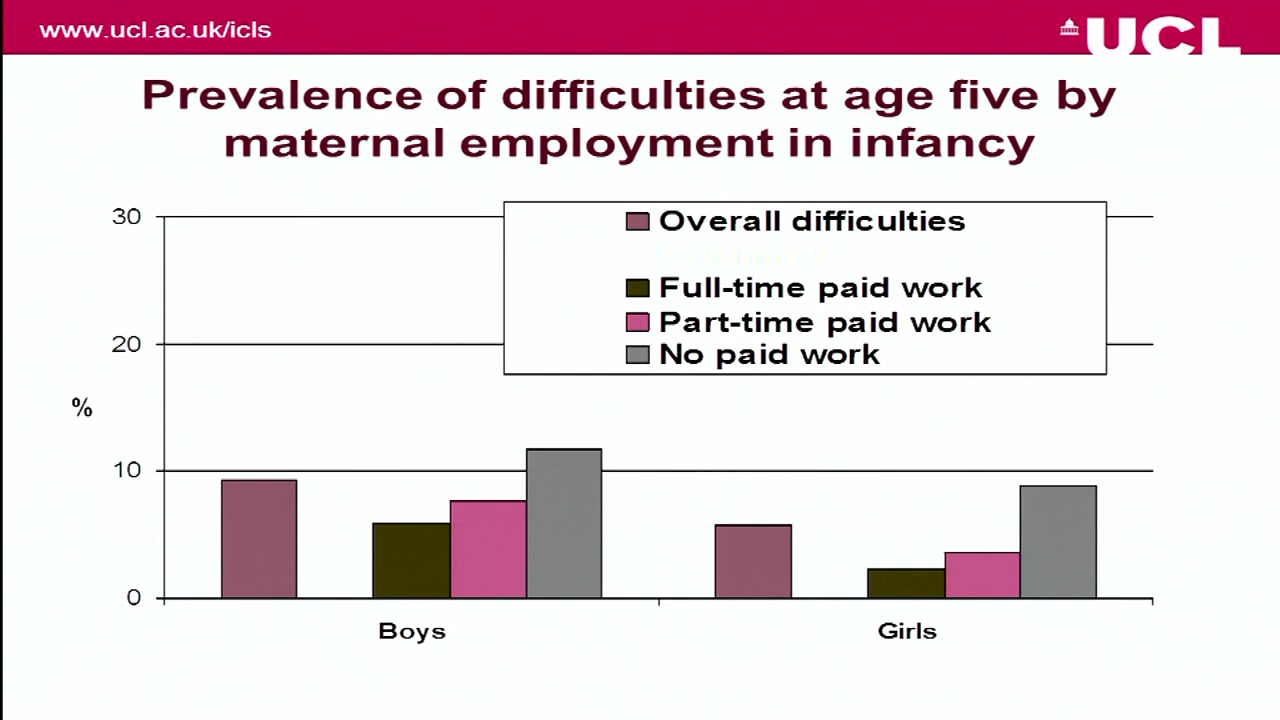 www.ucl.ac.uk/icls
UCL
Prevalence of difficulties at age five by
maternal employment in infancy
30
20
%
10
0
Overall difficulties
Full-time paid work
Part-time paid work
No paid work
Boys
Girls